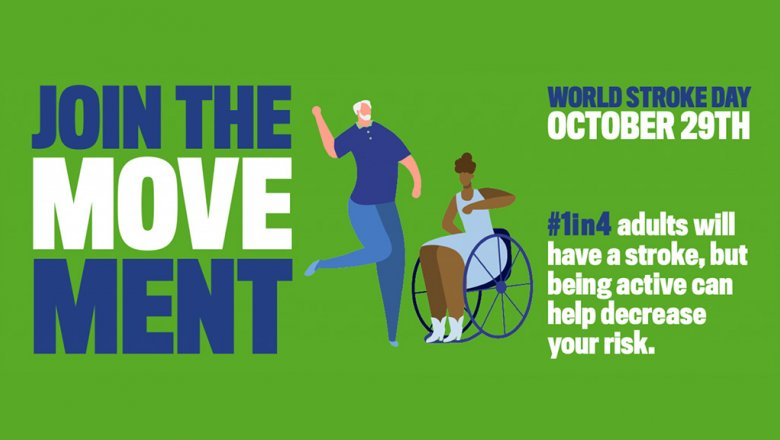 JOIN THE
MOVE
MENT
WORLD STROKE DAY
OCTOBER 29TH
#1in4 adults will
have a stroke, but
being active can
help decrease
your risk.